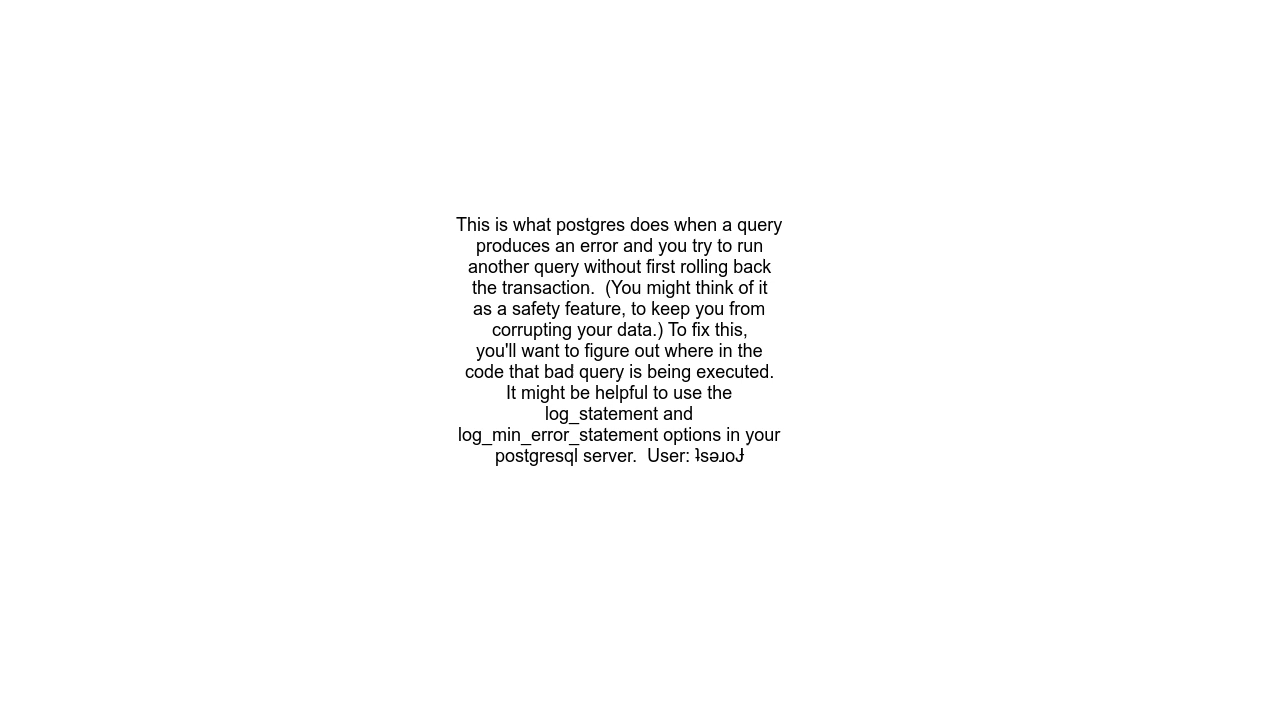 This is what postgres does when a query
produces an error and you try to run
another query without first rolling back
the transaction.  (You might think of it
as a safety feature, to keep you from
corrupting your data.) To fix this,
you'll want to figure out where in the
code that bad query is being executed.
It might be helpful to use the
log_statement and
log_min_error_statement options in your
postgresql server.  User: ʇsǝɹoɟ